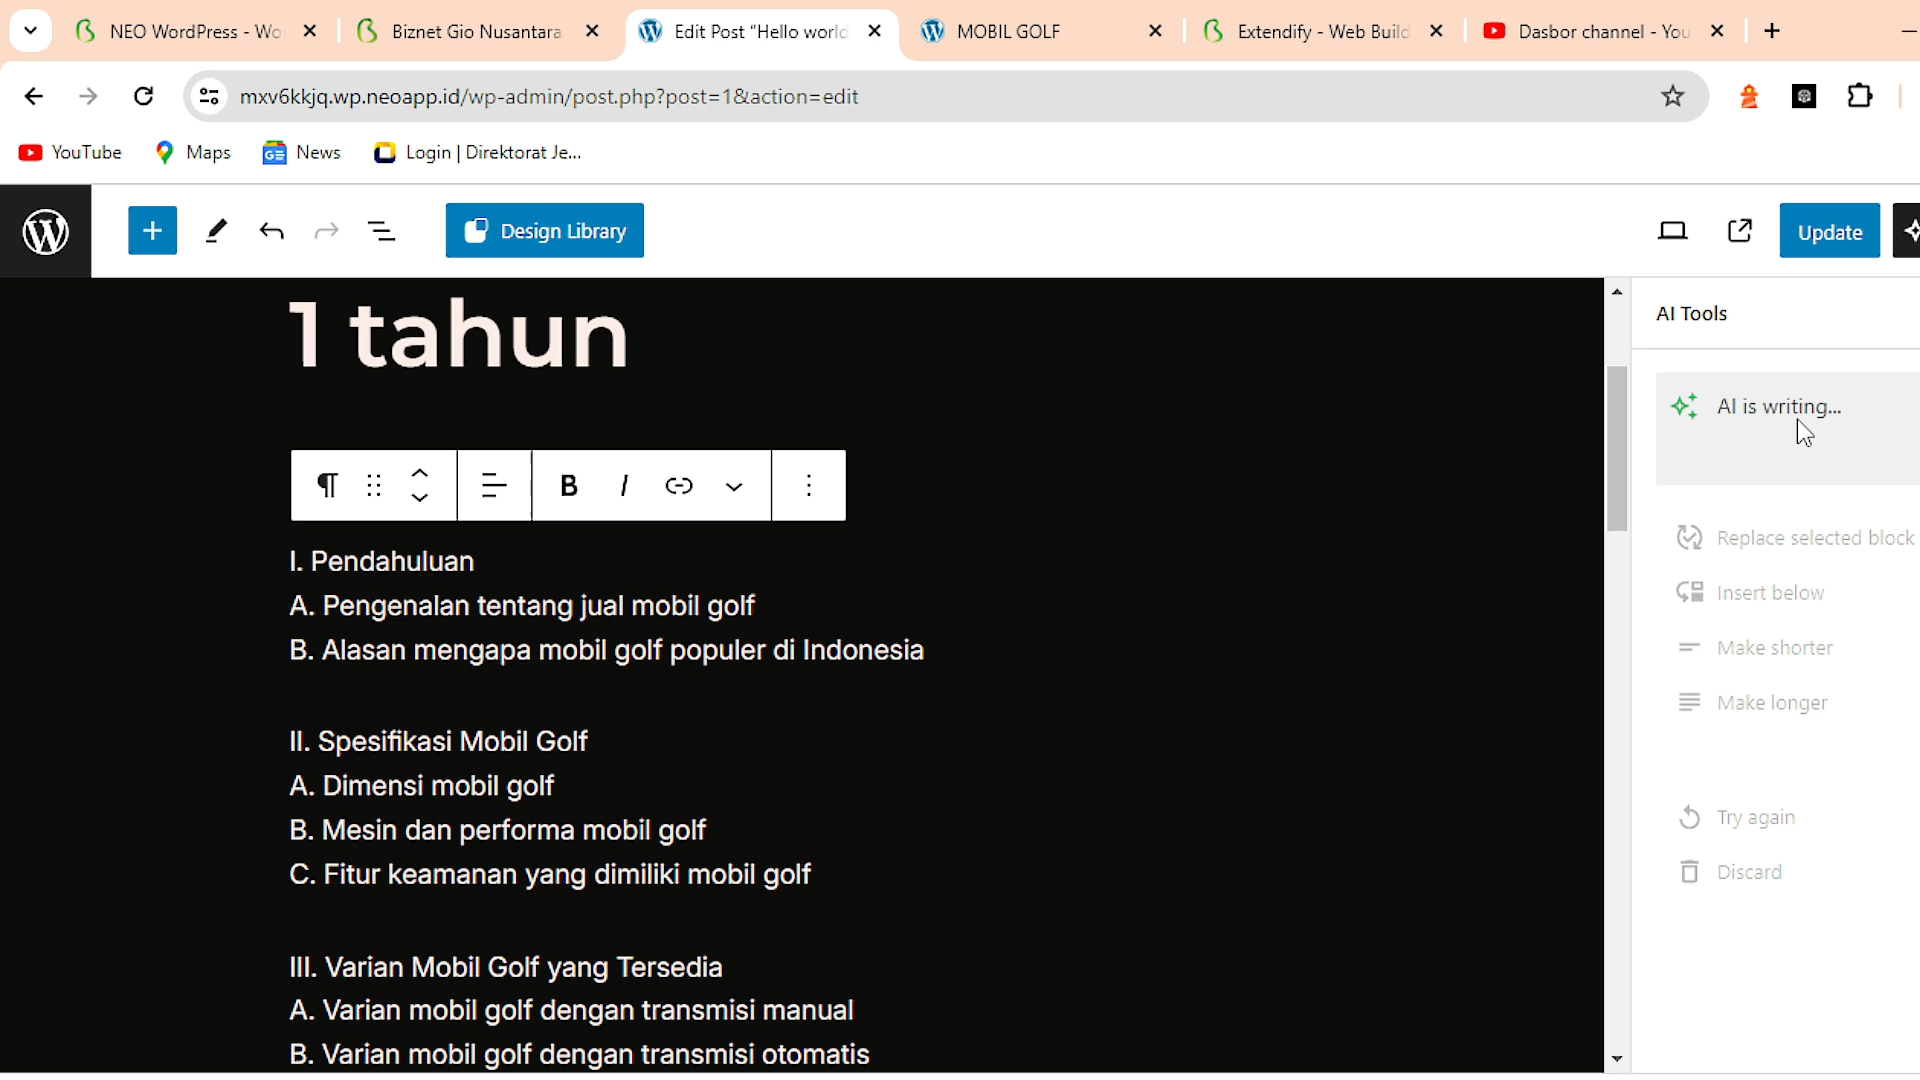 NEO WordPress - Wo
Biznet Gio Nusantara
Edit Post “Hello world
MOBIL GOLF
Extendify - Web Build
Dasbor channel - You
mxv6kkjq.wp.neoapp.id/wp-admin/post.php?post=1&action=edit
YouTube
Maps
News
Login | Direktorat Je...
Design Library
Update
1 tahun
AI Tools
AI is writing...
B I
Replace selected block
Insert below
Make shorter
Make longer
Try again
Discard
I. Pendahuluan
A. Pengenalan tentang jual mobil golf
B. Alasan mengapa mobil golf populer di Indonesia
II. Spesifikasi Mobil Golf
A. Dimensi mobil golf
B. Mesin dan performa mobil golf
C. Fitur keamanan yang dimiliki mobil golf
III. Varian Mobil Golf yang Tersedia
A. Varian mobil golf dengan transmisi manual
B. Varian mobil golf dengan transmisi otomatis